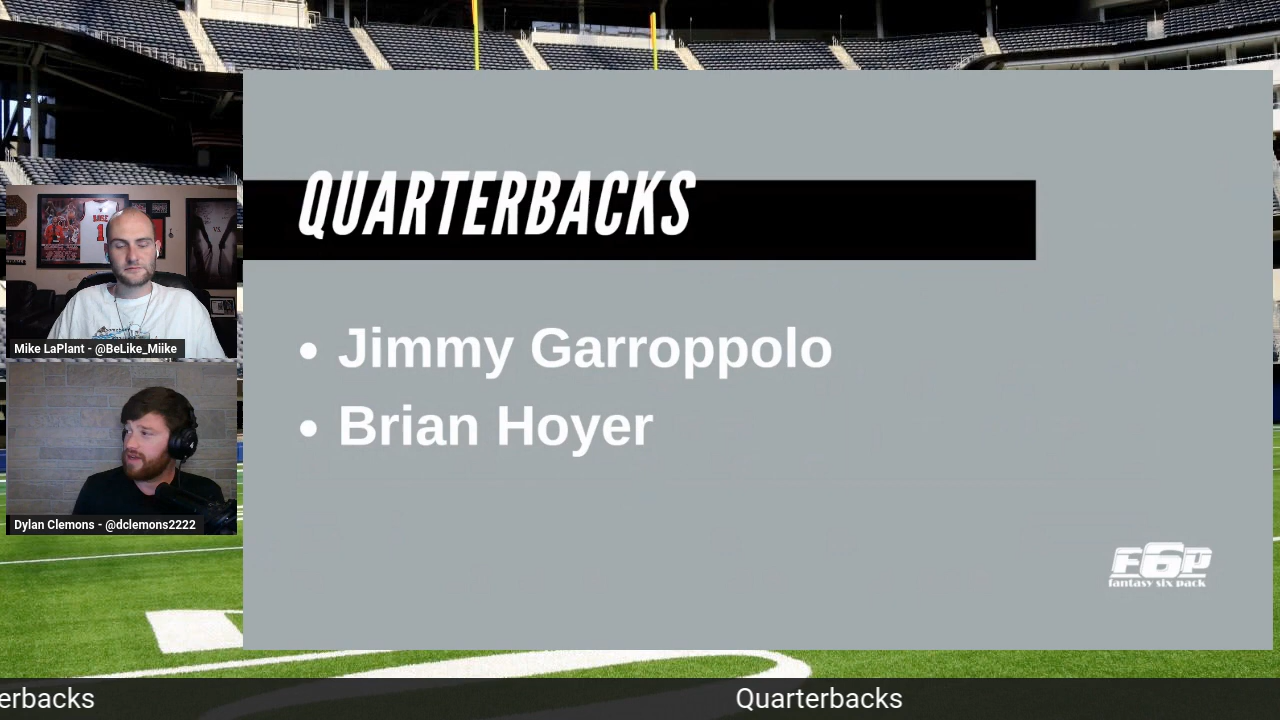 QUARTERBACKS
• Jimmy Garroppolo
• Brian Hoyer
F6P
fantasy six pack
Mike LaPlant - @BeLike_Miike
Dylan Clemons - @dclemons2222
erbacks
Quarterbacks